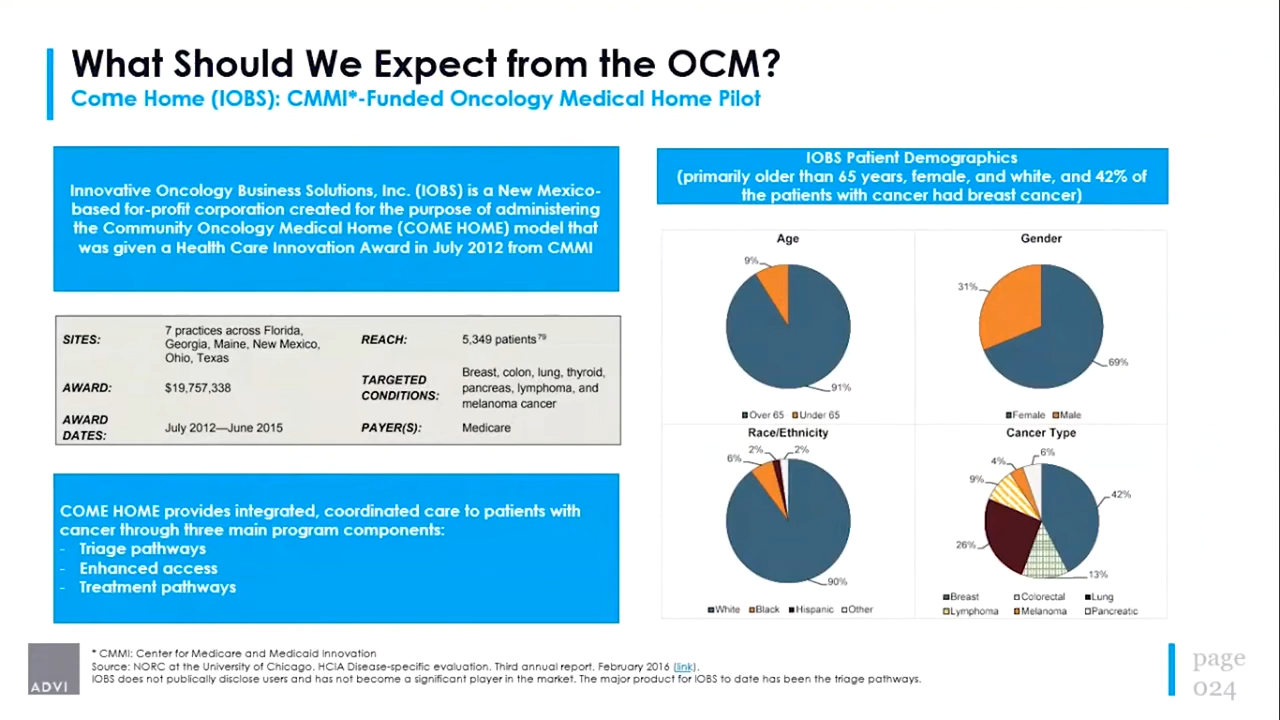 What Should We Expect from the OCM?
Come Home (IOBS): CMMI*-Funded Oncology Medical Home Pilot
Innovative Oncology Business Solutions, Inc. (IOBS) is a New Mexico-
based for-profit corporation created for the purpose of administering
the Community Oncology Medical Home (COME HOME) model that
was given a Health Care Innovation Award in July 2012 from CMMI
SITES:
7 practices across Florida,
Georgia, Maine, New Mexico,
Ohio, Texas
REACH:
5,349 patients79
AWARD:
$19,757,338
TARGETED
CONDITIONS:
Breast, colon, lung, thyroid,
pancreas, lymphoma, and
melanoma cancer
AWARD
DATES:
July 2012—June 2015
PAYER(S):
Medicare
COME HOME provides integrated, coordinated care to patients with
cancer through three main program components:
- Triage pathways
- Enhanced access
- Treatment pathways
IOBS Patient Demographics
(primarily older than 65 years, female, and white, and 42% of
the patients with cancer had breast cancer)
Age
9%
91%
Over 65 Under 65
Gender
31%
69%
Female Male
Race/Ethnicity
6%
2%
2%
90%
White Black Hispanic Other
Cancer Type
6%
4%
9%
42%
26%
13%
Breast Colorectal Lung
Lymphoma Melanoma Pancreatic
ADVI
* CMMI: Center for Medicare and Medicaid Innovation
Source: NORC at the University of Chicago. HCIA Disease-specific evaluation. Third annual report. February 2016 (link).
IOBS does not publically disclose users and has not become a significant player in the market. The major product for IOBS to date has been the triage pathways.
page
024